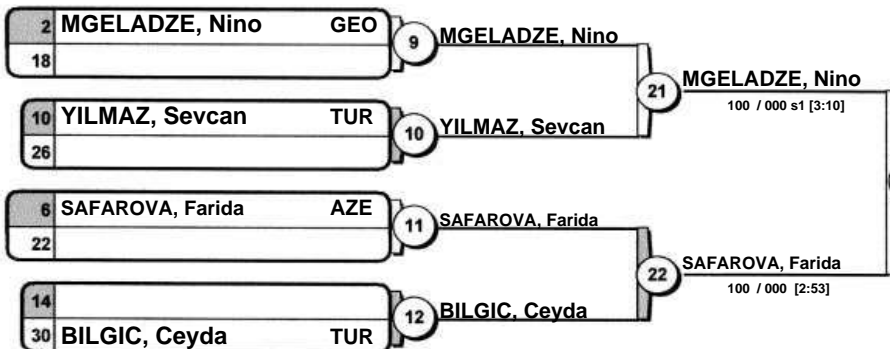 2 MGELADZE, Nino GEO
18
9 MGELADZE, Nino
10 YILMAZ, Sevcan TUR
26
10 YILMAZ, Sevcan
21 MGELADZE, Nino
100 / 000 s1 [3:10]
6 SAFAROVA, Farida AZE
22
11 SAFAROVA, Farida
14
30 BILGIC, Ceyda TUR
12 BILGIC, Ceyda
22 SAFAROVA, Farida
100 / 000 [2:53]